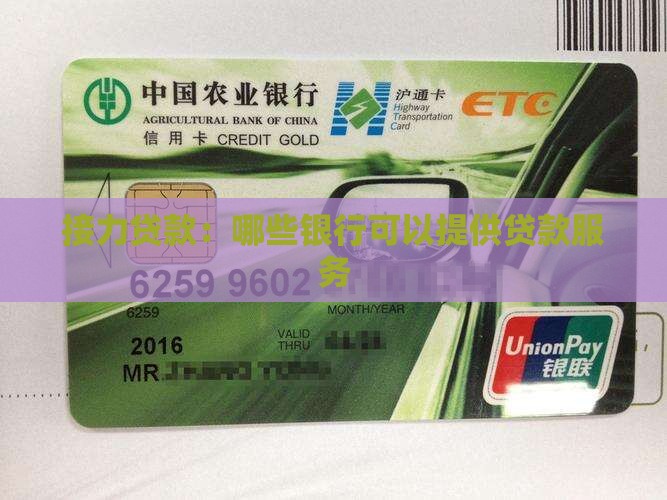 中国农业银行
AGRICULTURAL BANK OF CHINA
信用卡 CREDIT GOLD
沪通卡
Highway
Transportation
Card
ETC
接力贷款:哪些银行可以提供贷款服
务
6259 9602
6259
MONTH/YEAR
2016
VALID
THRU
MR.
UnionPay
银联